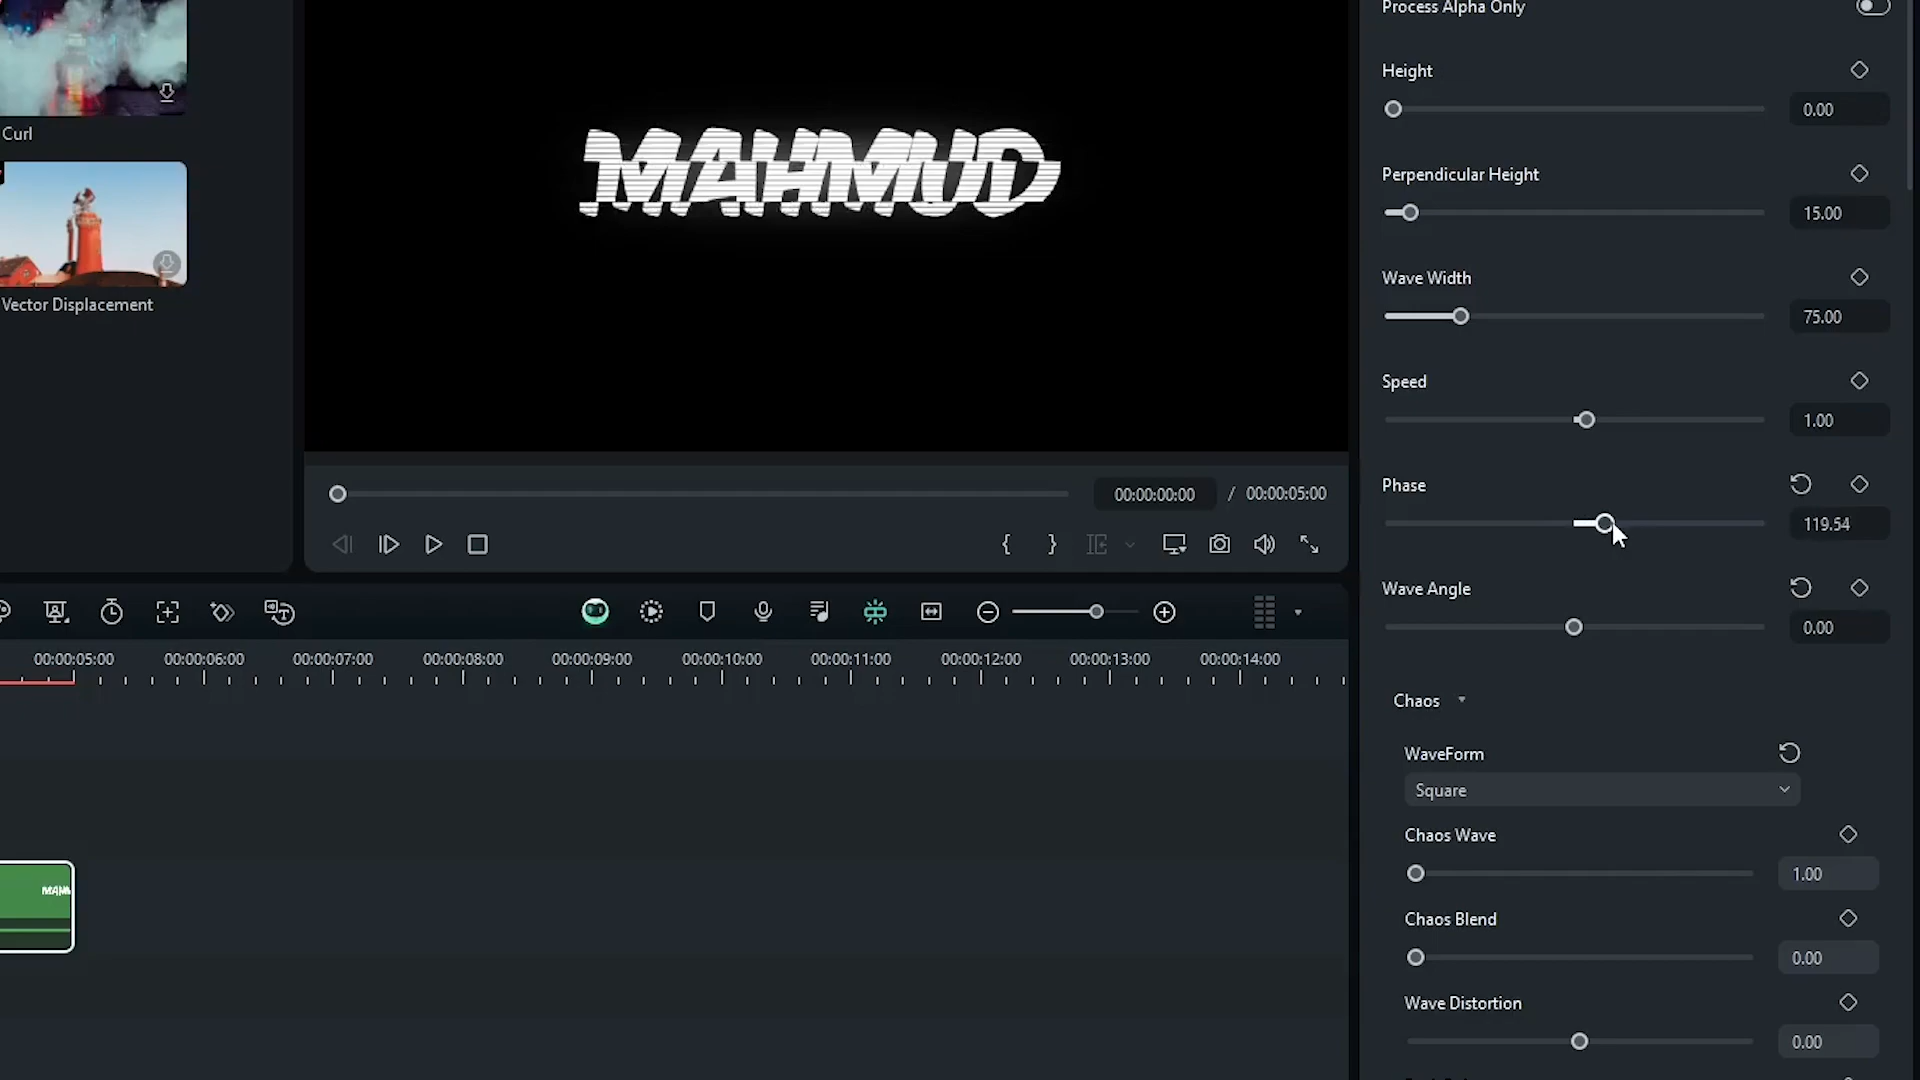 Process Alpha Only
Curl
Vector Displacement
MAHMUD
00:00:00:00 / 00:00:05:00
Height
0.00
Perpendicular Height
15.00
Wave Width
75.00
Speed
1.00
Phase
119.54
Wave Angle
0.00
Chaos
WaveForm
Square
Chaos Wave
1.00
Chaos Blend
0.00
Wave Distortion
0.00
00:00:05:00 00:00:06:00 00:00:07:00 00:00:08:00 00:00:09:00 00:00:10:00 00:00:11:00 00:00:12:00 00:00:13:00 00:00:14:00